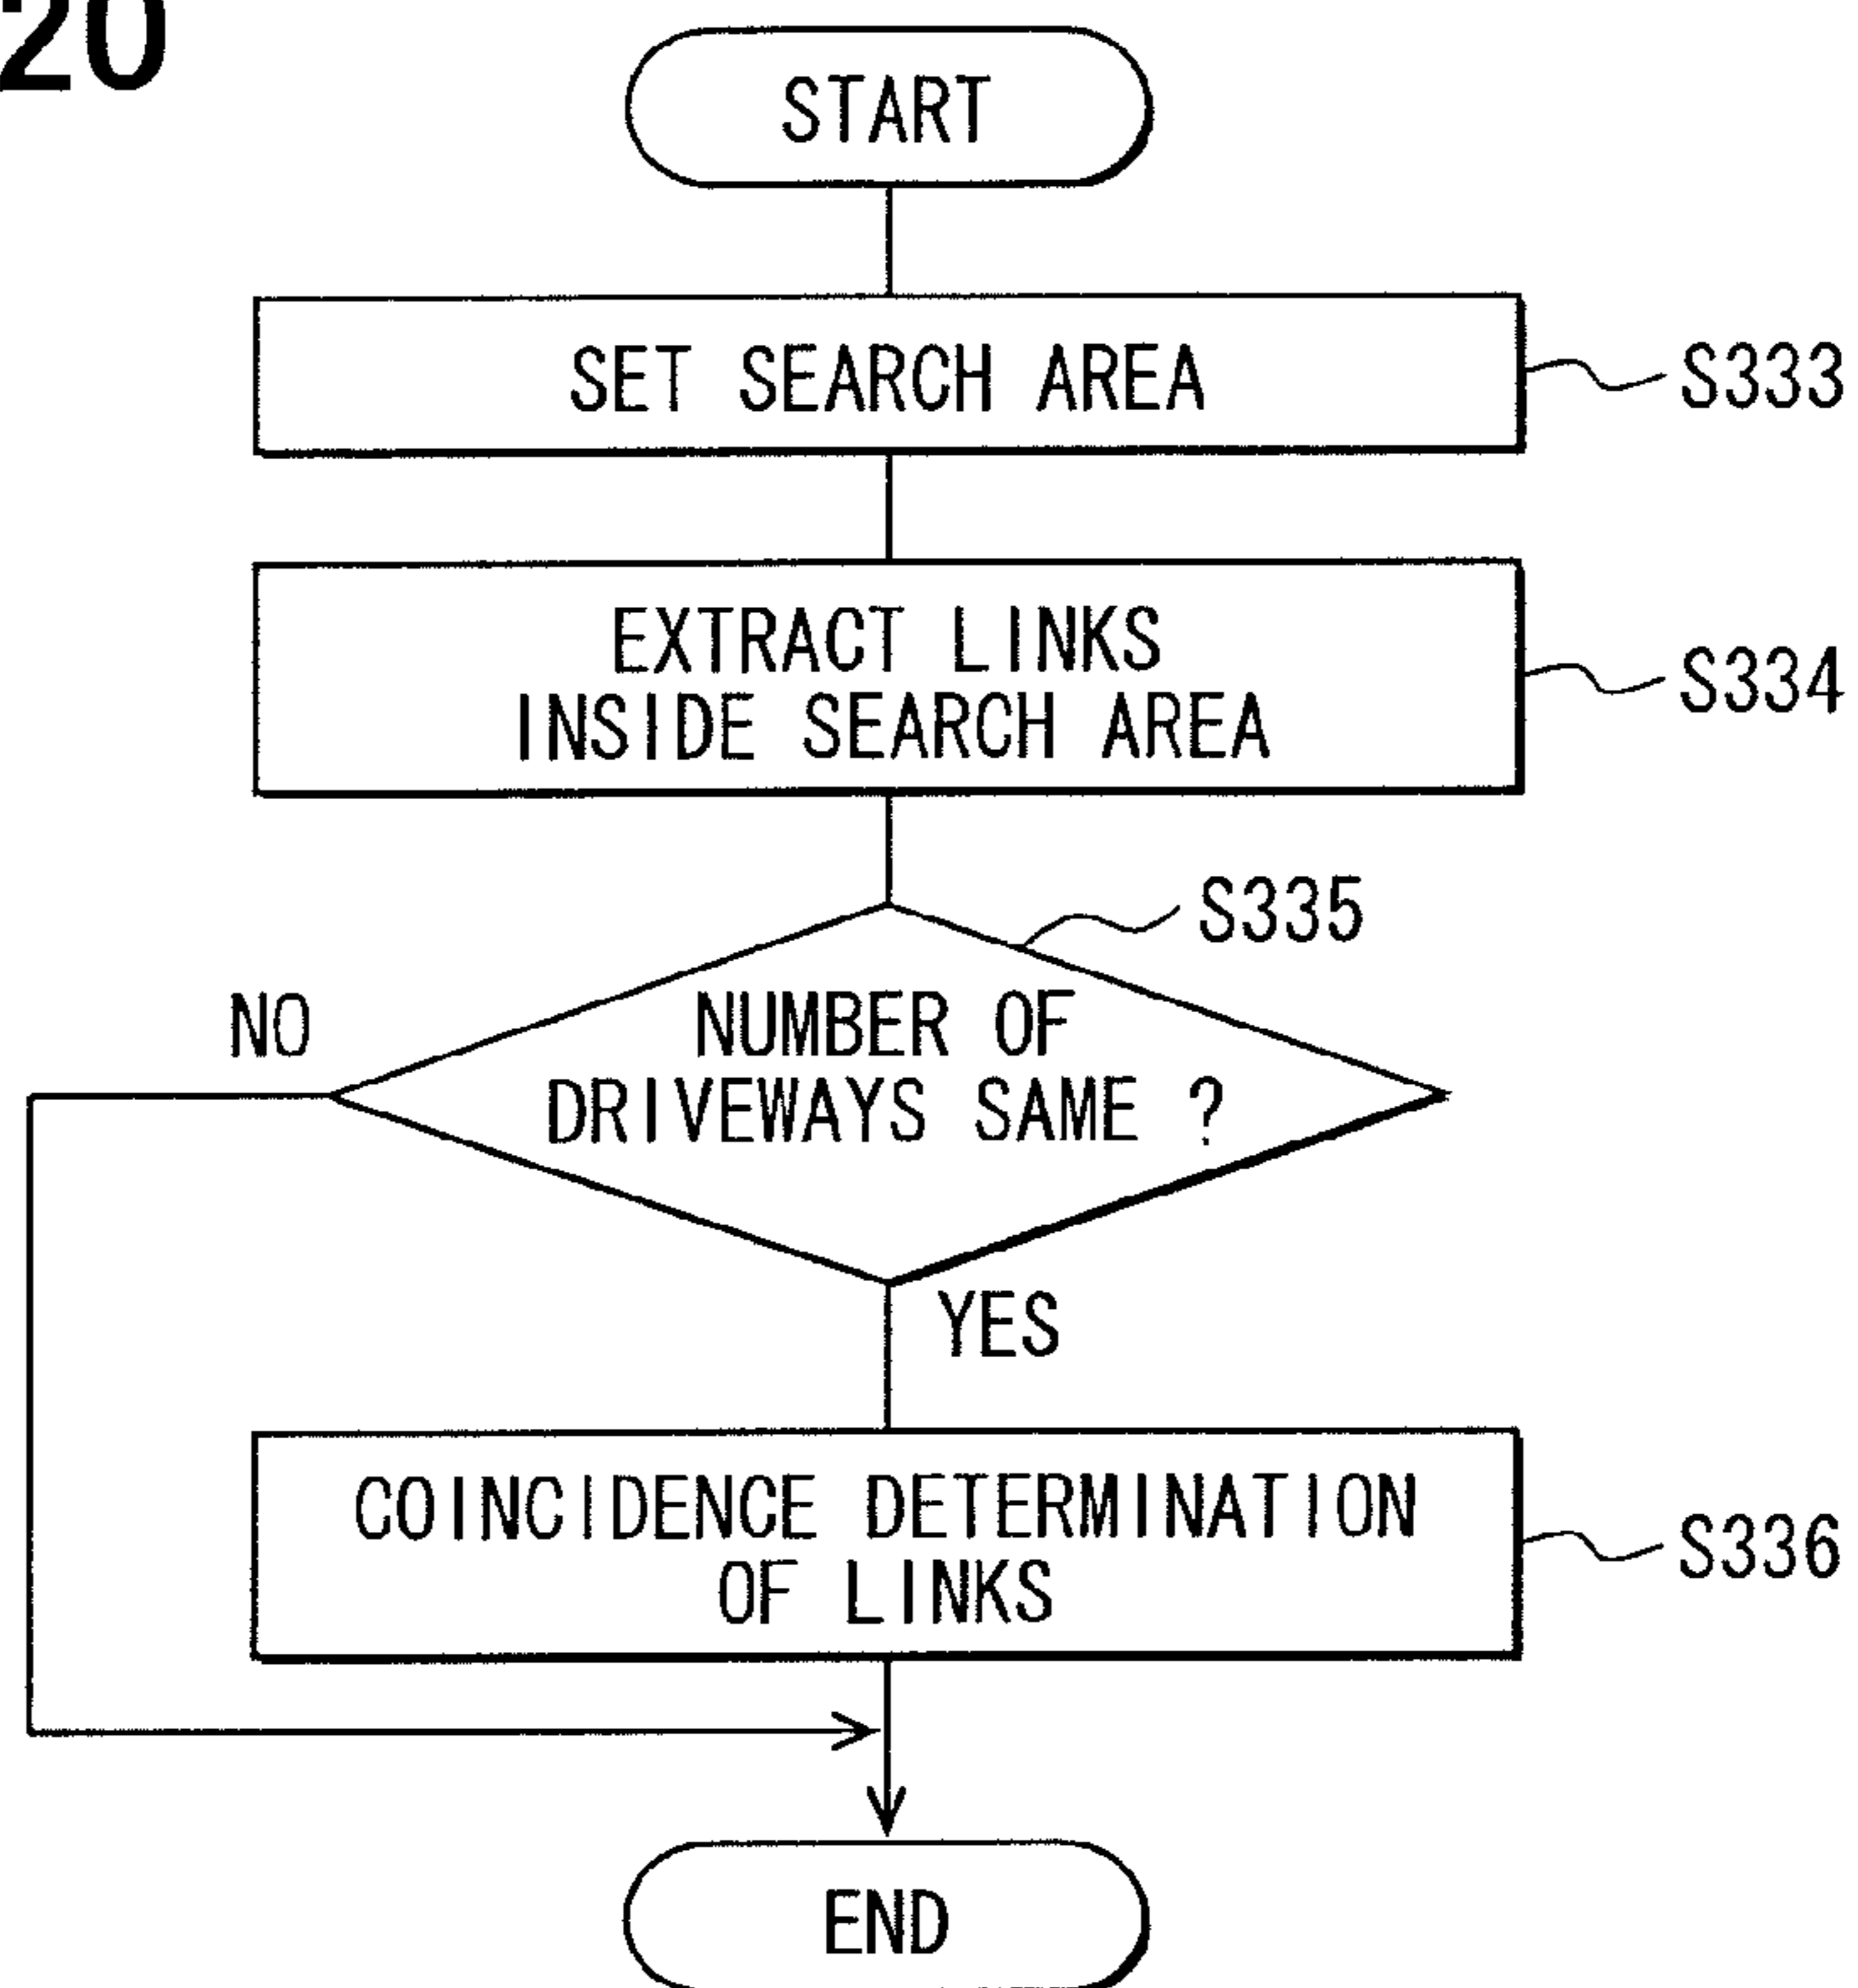 20
START
SET SEARCH AREA
S333
EXTRACT LINKS
INSIDE SEARCH AREA
S334
S335
NO
NUMBER OF
DRIVEWAYS SAME ?
YES
COINCIDENCE DETERMINATION
OF LINKS
S336
END